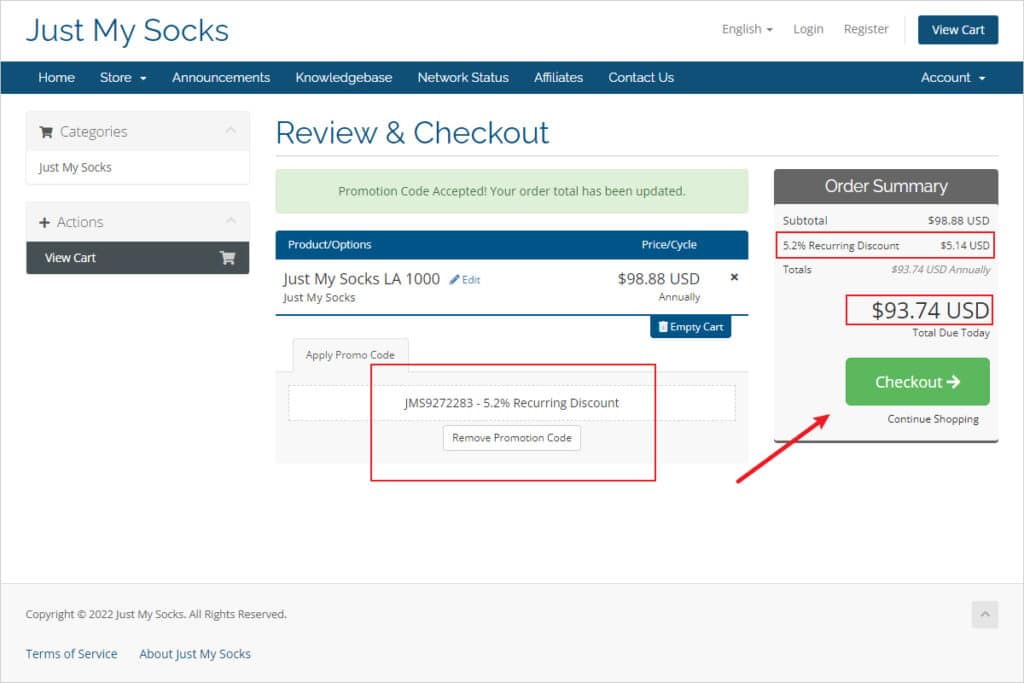 Just My Socks
English
Login
Register
View Cart
Home
Store
Announcements
Knowledgebase
Network Status
Affiliates
Contact Us
Account
Categories
Just My Socks
Actions
View Cart
Review & Checkout
Promotion Code Accepted! Your order total has been updated.
Product/Options Price/Cycle
Just My Socks LA 1000 Edit $98.88 USD
Just My Socks Annually
Empty Cart
Apply Promo Code
JMS9272283 - 5.2% Recurring Discount
Remove Promotion Code
Order Summary
Subtotal $98.88 USD
5.2% Recurring Discount $5.14 USD
Totals $93.74 USD Annually
$93.74 USD
Total Due Today
Checkout
Continue Shopping
Copyright © 2022 Just My Socks. All Rights Reserved.
Terms of Service About Just My Socks